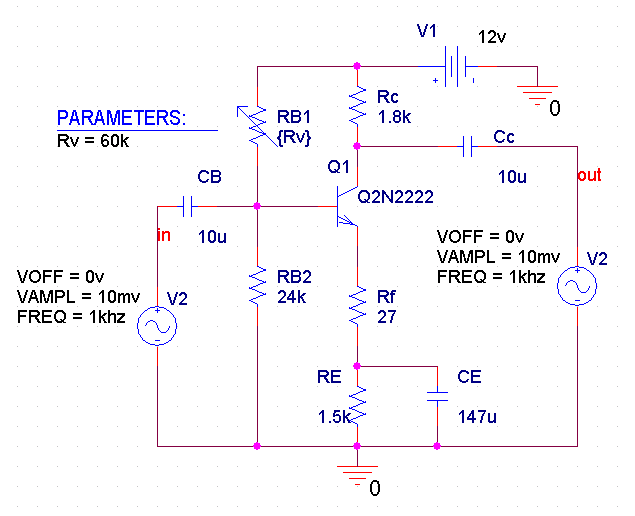 V1
12v
0
Rc
1.8k
PARAMETERS:
Rv = 60k
RB1
{Rv}
Cc
10u
out
Q1
Q2N2222
CB
10u
in
VOFF = 0v
VAMPL = 10mv
FREQ = 1khz
V2
VOFF = 0v
VAMPL = 10mv
FREQ = 1khz
V2
RB2
24k
Rf
27
RE
1.5k
CE
147u
0